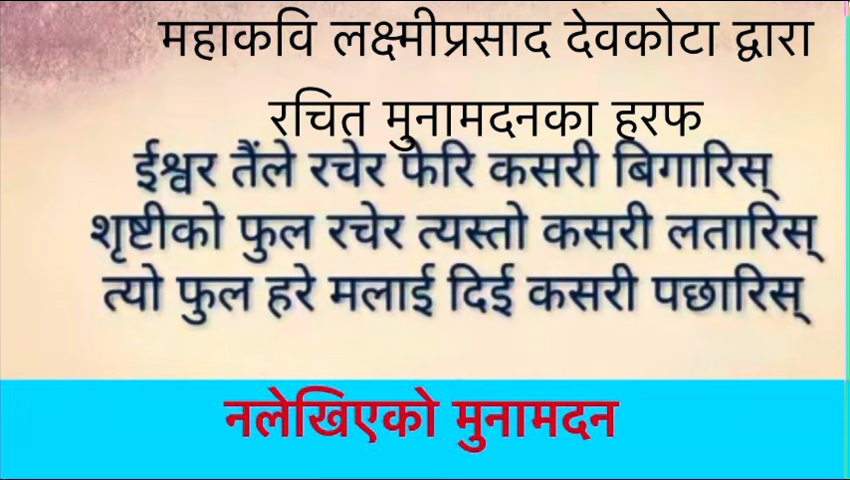 महाकवि लक्ष्मीप्रसाद देवकोटा द्वारा
रचित मुनामदनका हरफ
ईश्वर तैंले रचेर फेरि कसरी बिगारिस्
शृष्टीको फुल रचेर त्यस्तो कसरी लतारिस्
त्यो फुल हरे मलाई दिई कसरी पछारिस्
नलेखिएको मुनामदन